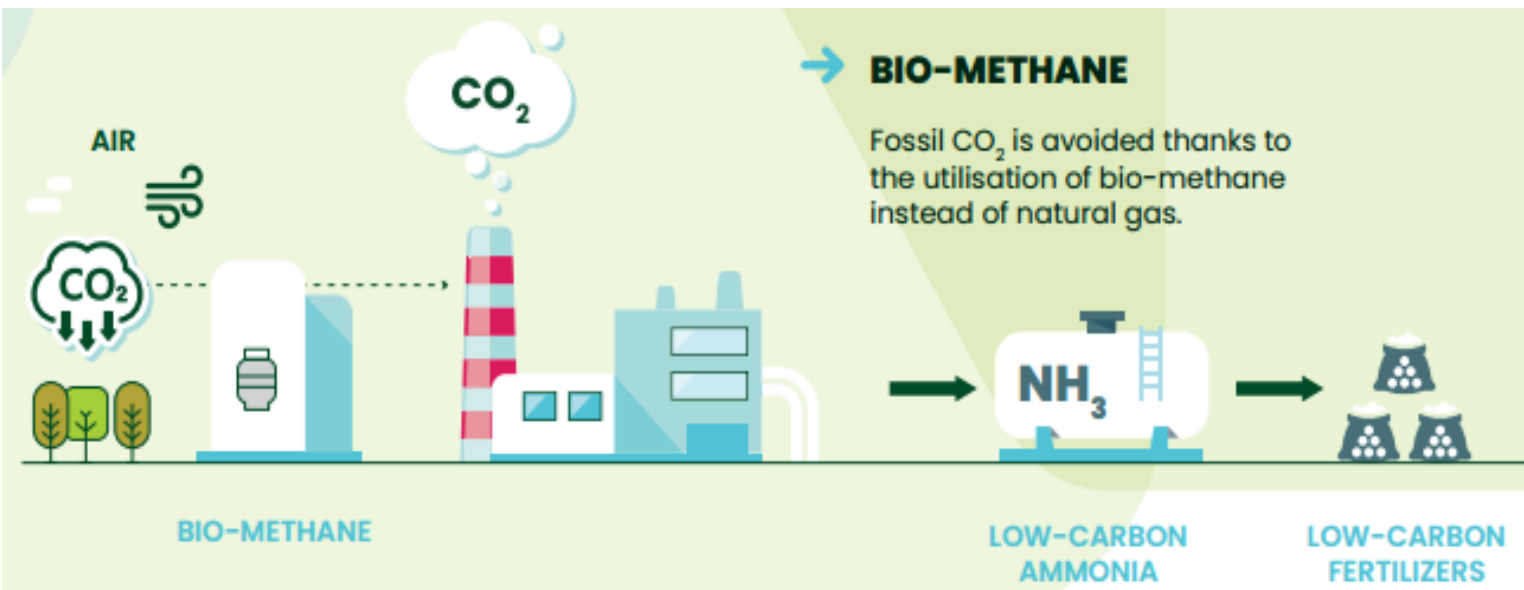 CO₂
BIO-METHANE
AIR
Fossil CO₂ is avoided thanks to
the utilisation of bio-methane
instead of natural gas.
CO₂
NH₃
BIO-METHANE
LOW-CARBON
AMMONIA
LOW-CARBON
FERTILIZERS